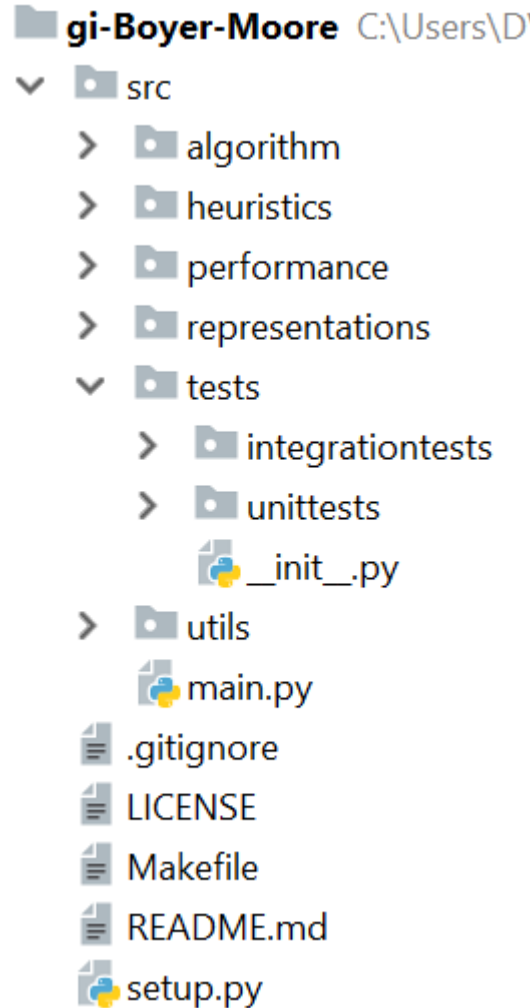 gi-Boyer-Moore C:\Users\D
src
algorithm
heuristics
performance
representations
tests
integrationtests
unittests
__init__.py
utils
main.py
.gitignore
LICENSE
Makefile
README.md
setup.py